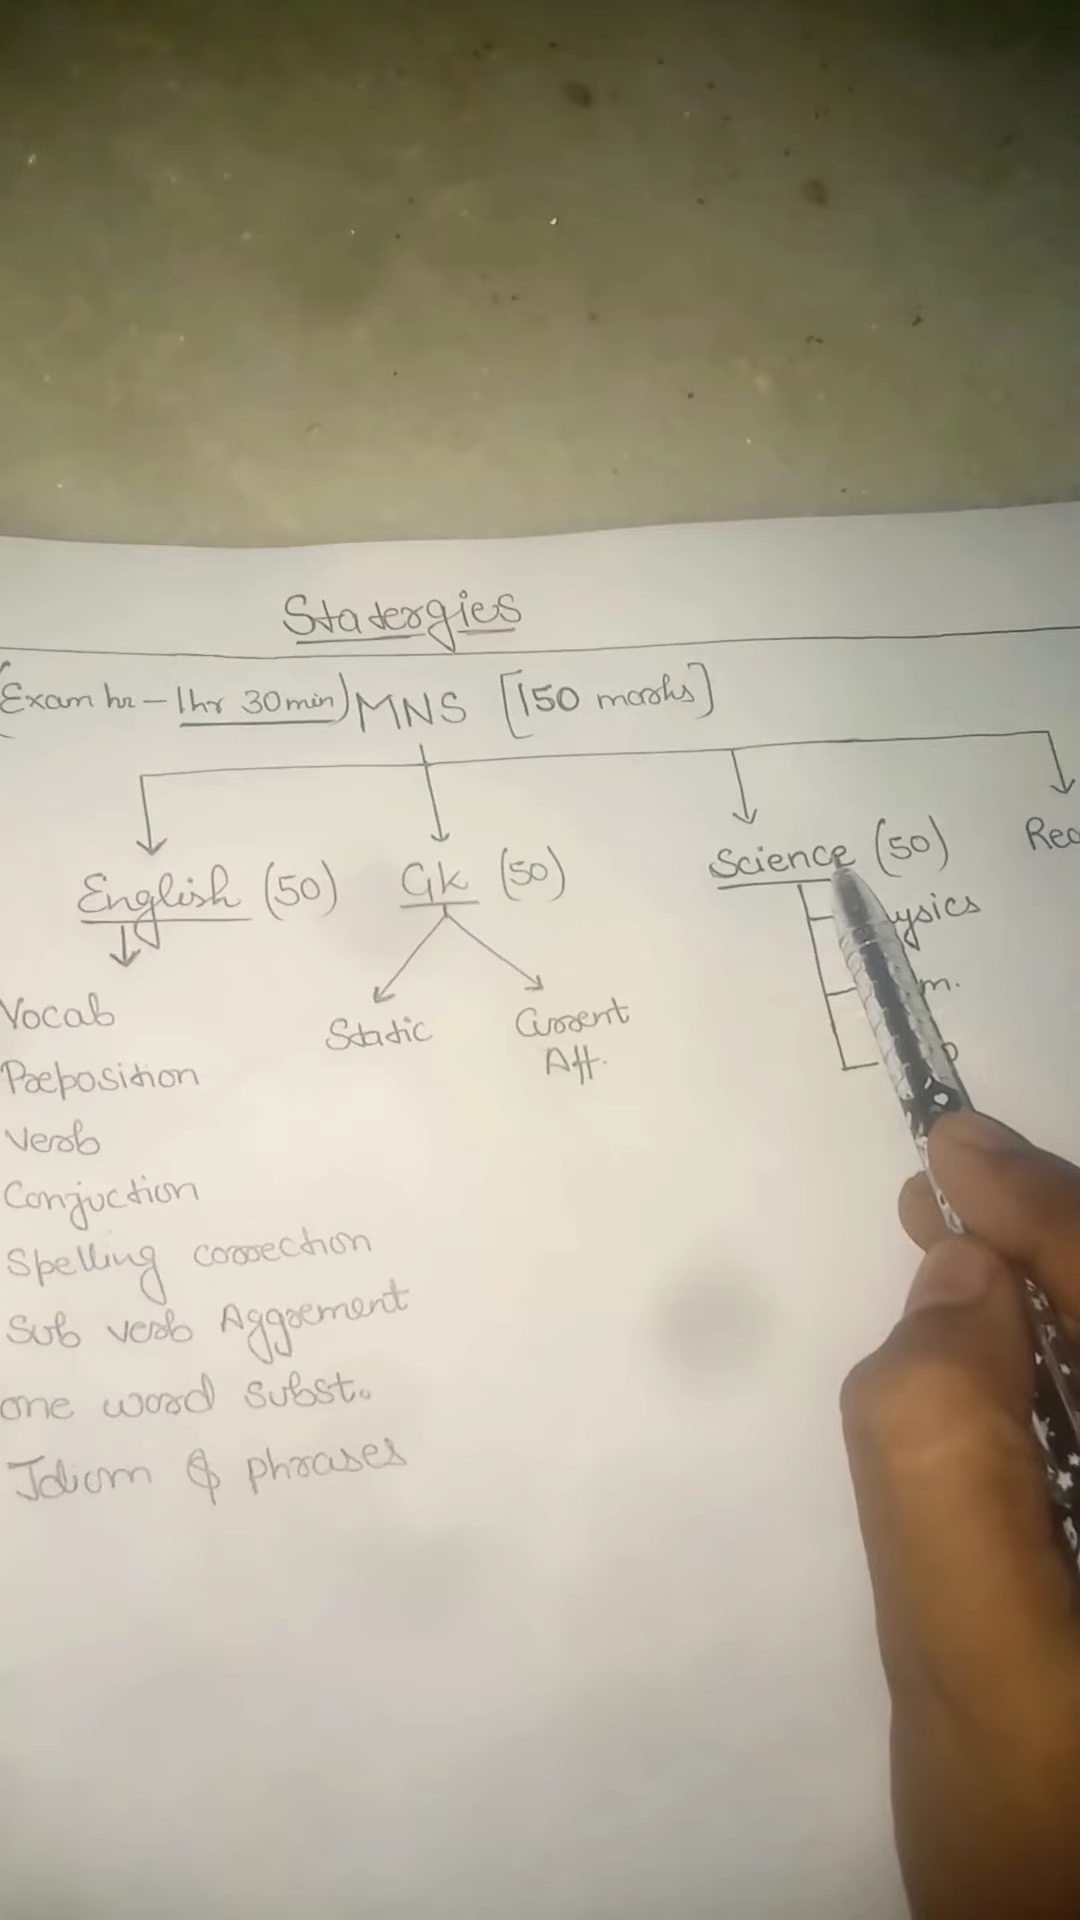 Statergies
(Exam hr - 1hr 30min) MNS [150 marks]
English (50) GK (50) Science (50)
Static Current Aff.
Vocab
Preposition
Verb
Conjuction
Spelling correction
Sub verb Aggrement
one word subst.
Idiom & phrases